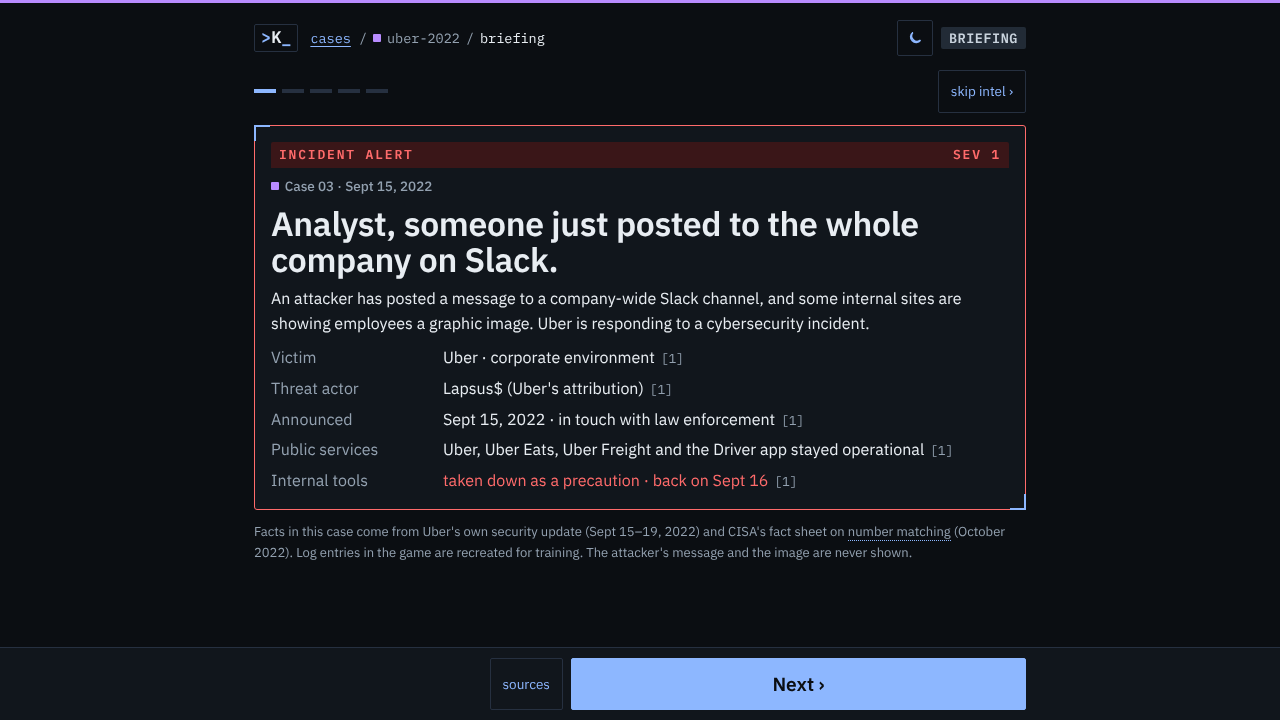 >K_ cases / uber-2022 / briefing BRIEFING
skip intel ›
INCIDENT ALERT SEV 1
Case 03 · Sept 15, 2022
Analyst, someone just posted to the whole
company on Slack.
An attacker has posted a message to a company-wide Slack channel, and some internal sites are
showing employees a graphic image. Uber is responding to a cybersecurity incident.
Victim Uber · corporate environment [1]
Threat actor Lapsus$ (Uber's attribution) [1]
Announced Sept 15, 2022 · in touch with law enforcement [1]
Public services Uber, Uber Eats, Uber Freight and the Driver app stayed operational [1]
Internal tools taken down as a precaution · back on Sept 16 [1]
Facts in this case come from Uber's own security update (Sept 15–19, 2022) and CISA's fact sheet on number matching (October
2022). Log entries in the game are recreated for training. The attacker's message and the image are never shown.
sources Next ›